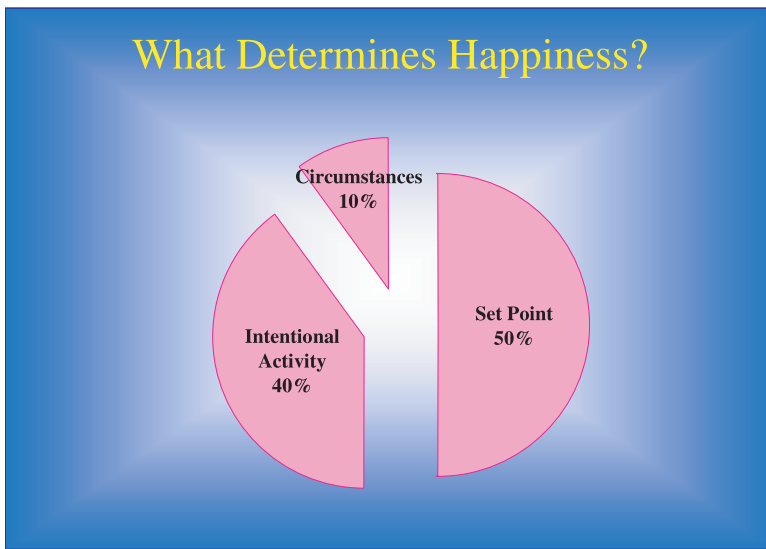 What Determines Happiness?
Circumstances
10%
Set Point
50%
Intentional
Activity
40%